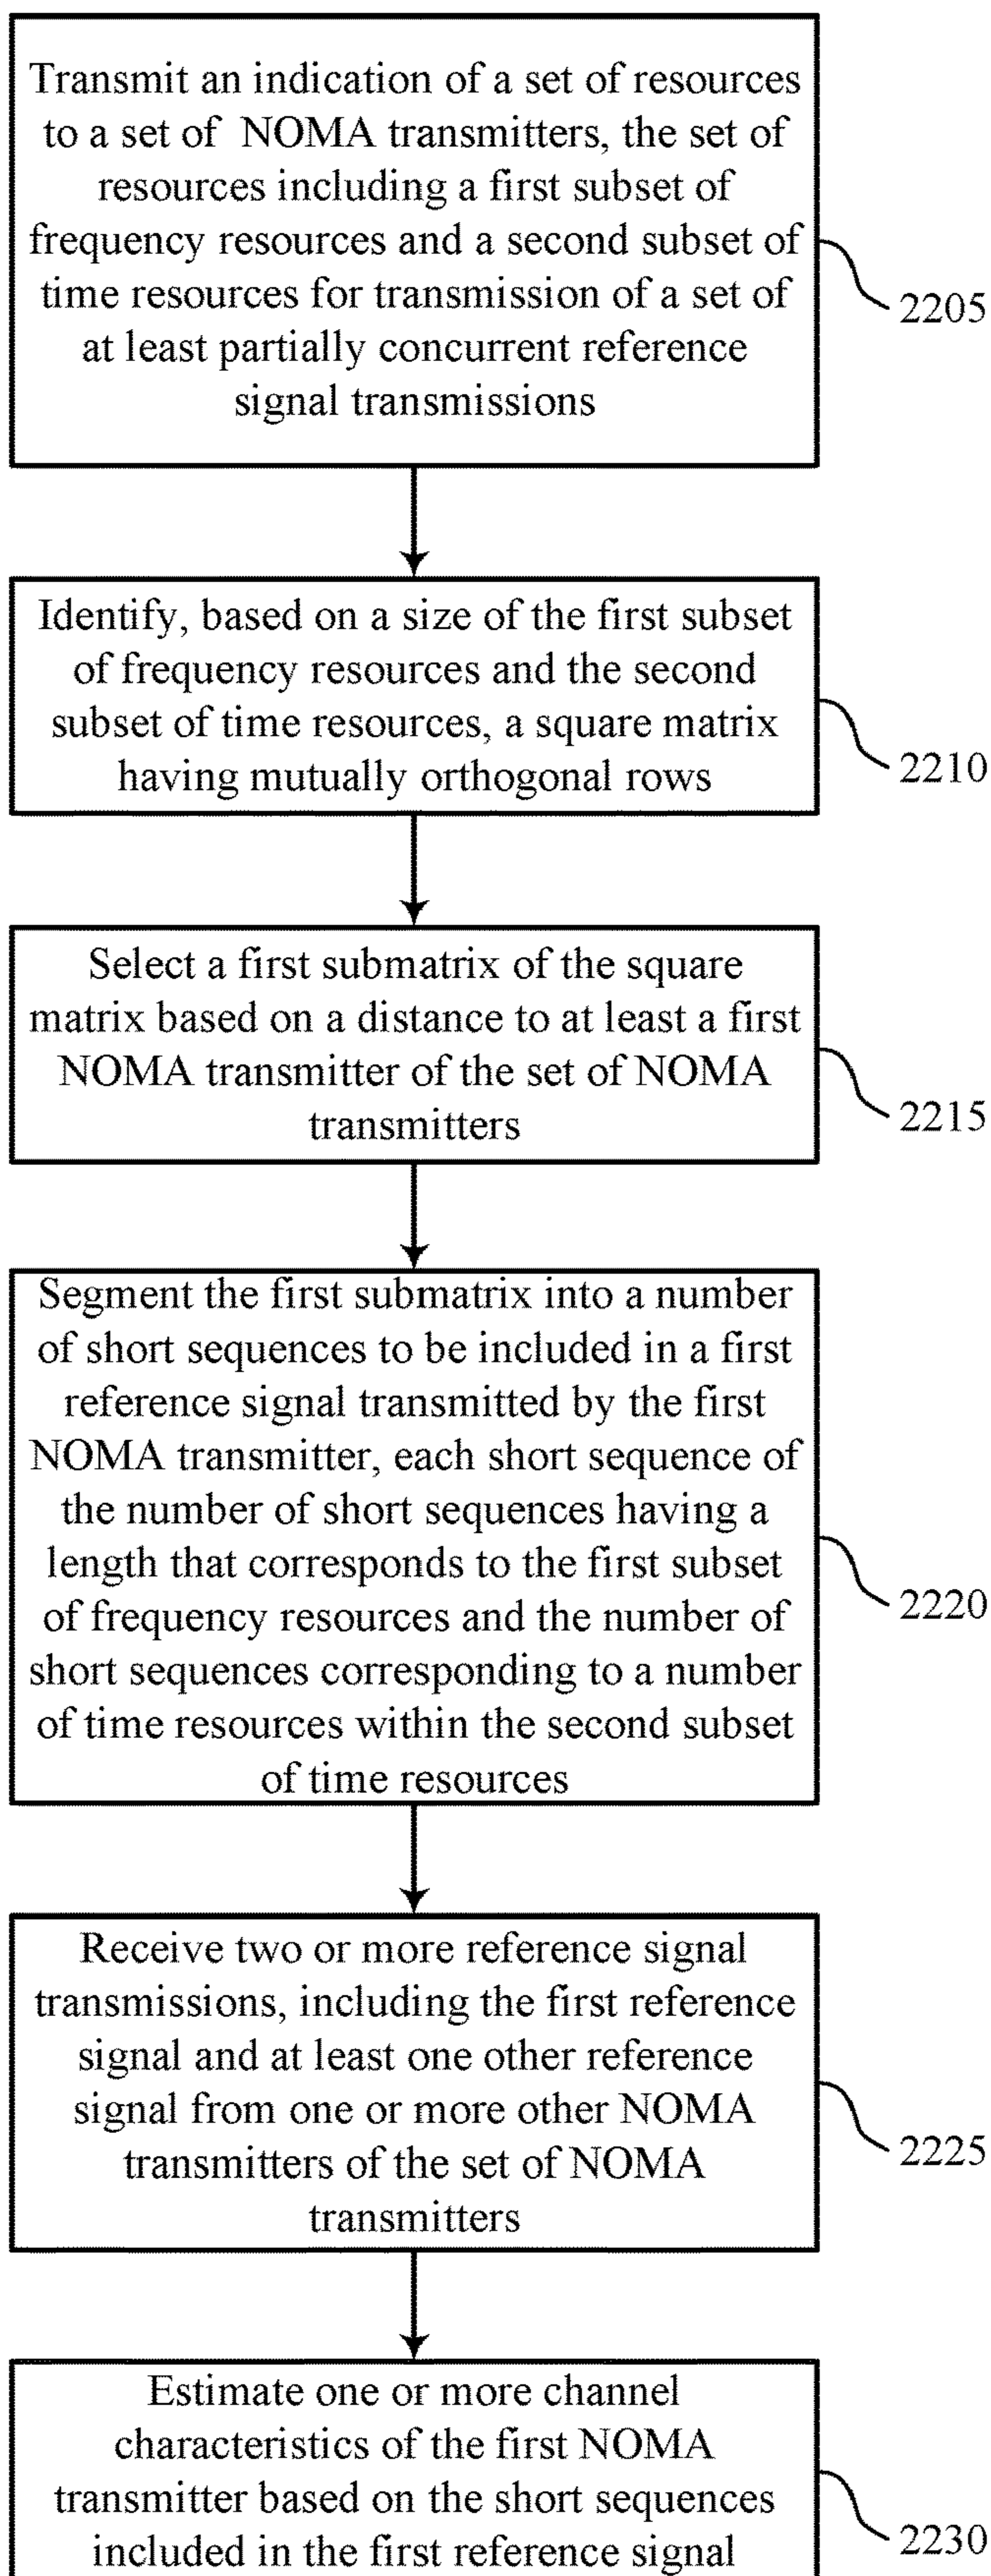 Transmit an indication of a set of resources
to a set of NOMA transmitters, the set of
resources including a first subset of
frequency resources and a second subset of
time resources for transmission of a set of
at least partially concurrent reference
signal transmissions
2205
Identify, based on a size of the first subset
of frequency resources and the second
subset of time resources, a square matrix
having mutually orthogonal rows
2210
Select a first submatrix of the square
matrix based on a distance to at least a first
NOMA transmitter of the set of NOMA
transmitters
2215
Segment the first submatrix into a number
of short sequences to be included in a first
reference signal transmitted by the first
NOMA transmitter, each short sequence of
the number of short sequences having a
length that corresponds to the first subset
of frequency resources and the number of
short sequences corresponding to a number
of time resources within the second subset
of time resources
2220
Receive two or more reference signal
transmissions, including the first reference
signal and at least one other reference
signal from one or more other NOMA
transmitters of the set of NOMA
transmitters
2225
Estimate one or more channel
characteristics of the first NOMA
transmitter based on the short sequences
included in the first reference signal
2230